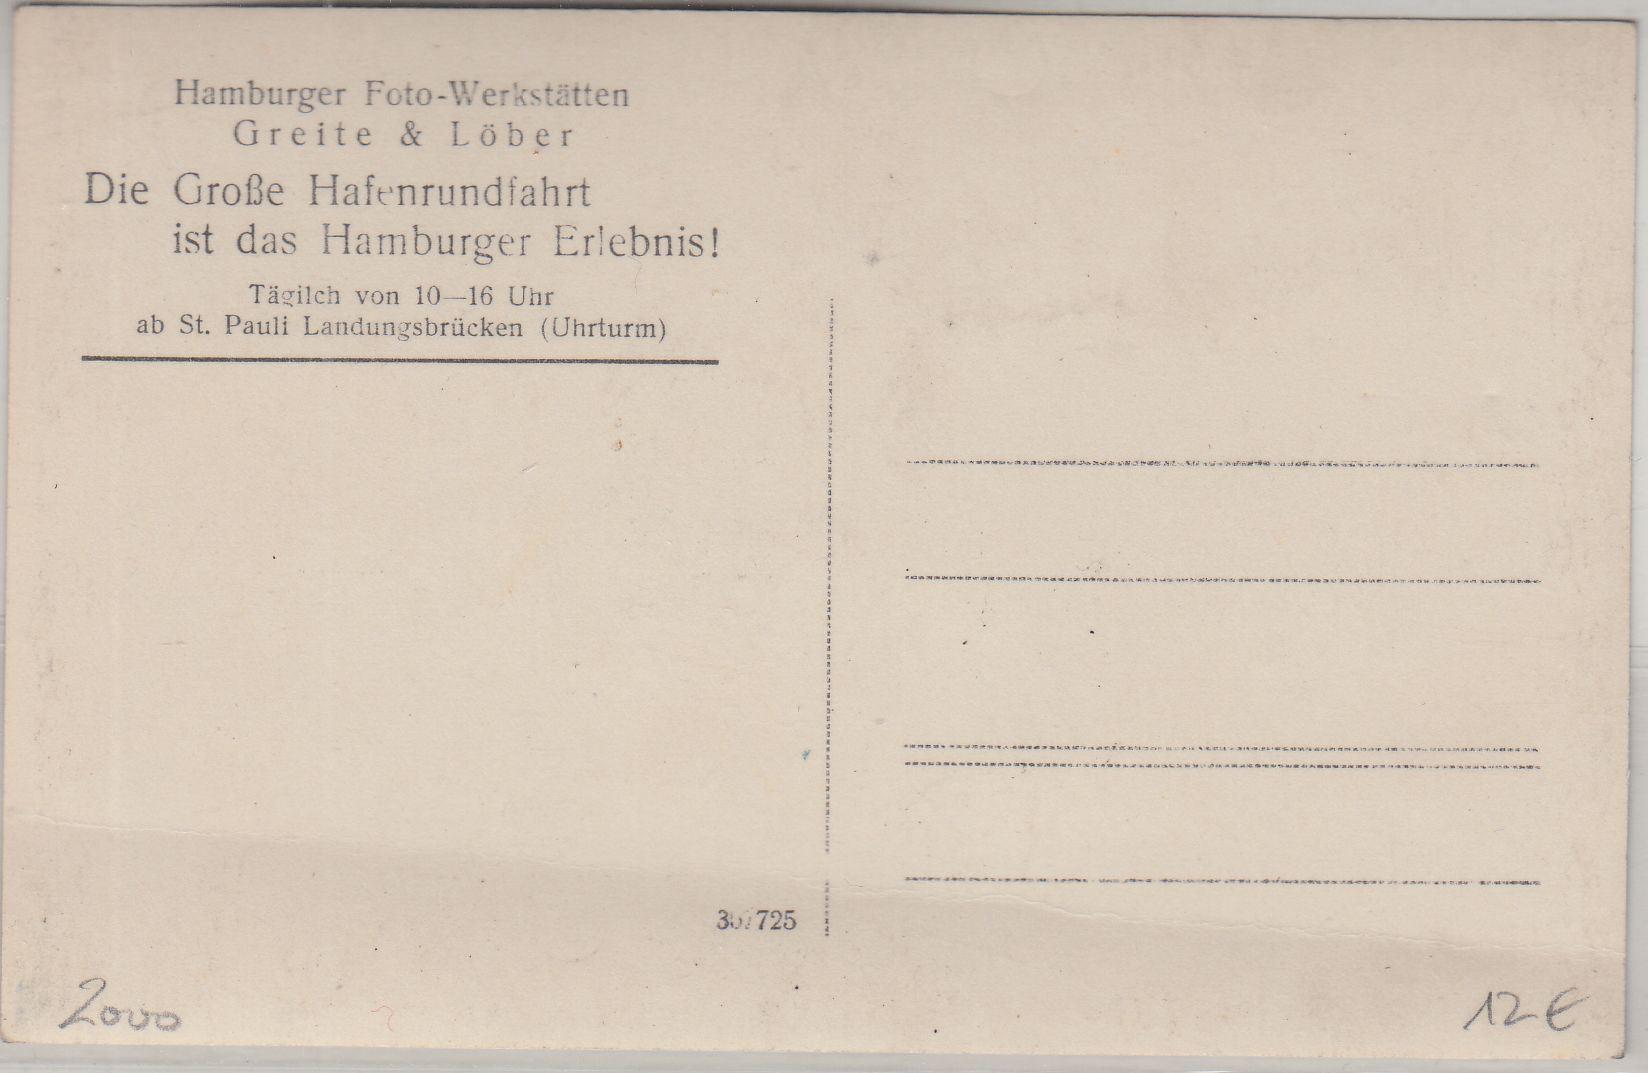 Hamburger Foto-Werkstätten
Greite & Löber
Die Große Hafenrundfahrt
ist das Hamburger Erlebnis!
Tägilch von 10—16 Uhr
ab St. Pauli Landungsbrücken (Uhrturm)
2000
12 €